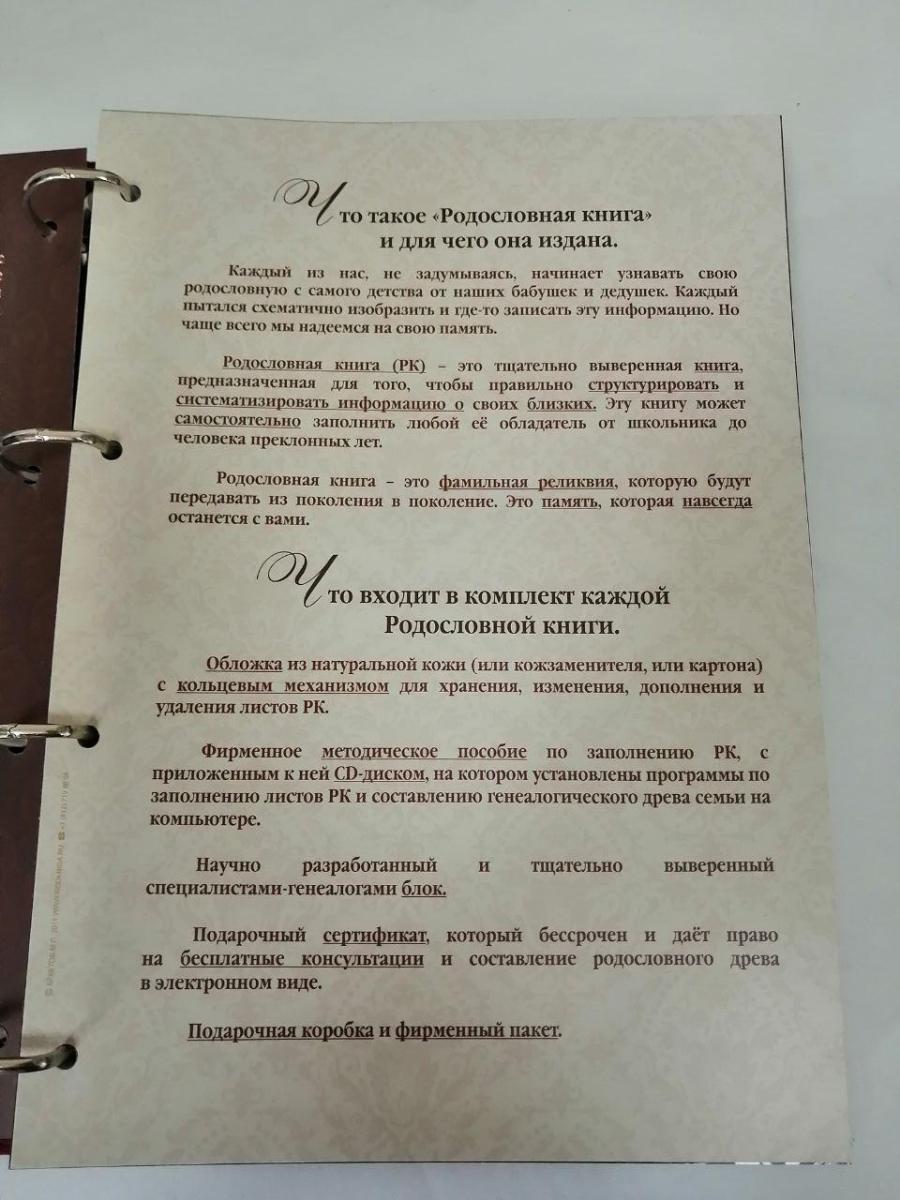 Что такое «Родословная книга»
и для чего она издана.
Каждый из нас, не задумываясь, начинает узнавать свою
родословную с самого детства от наших бабушек и дедушек. Каждый
пытался схематично изобразить и где-то записать эту информацию. Но
чаще всего мы надеемся на свою память.
Родословная книга (РК) – это тщательно выверенная книга,
предназначенная для того, чтобы правильно структурировать и
систематизировать информацию о своих близких. Эту книгу может
самостоятельно заполнить любой её обладатель от школьника до
человека преклонных лет.
Родословная книга – это фамильная реликвия, которую будут
передавать из поколения в поколение. Это память, которая навсегда
останется с вами.
Что входит в комплект каждой
Родословной книги.
Обложка из натуральной кожи (или кожзаменителя, или картона)
с кольцевым механизмом для хранения, изменения, дополнения и
удаления листов РК.
Фирменное методическое пособие по заполнению РК, с
приложенным к ней CD-диском, на котором установлены программы по
заполнению листов РК и составлению генеалогического древа семьи на
компьютере.
Научно разработанный и тщательно выверенный
специалистами-генеалогами блок.
Подарочный сертификат, который бессрочен и даёт право
на бесплатные консультации и составление родословного древа
в электронном виде.
Подарочная коробка и фирменный пакет.